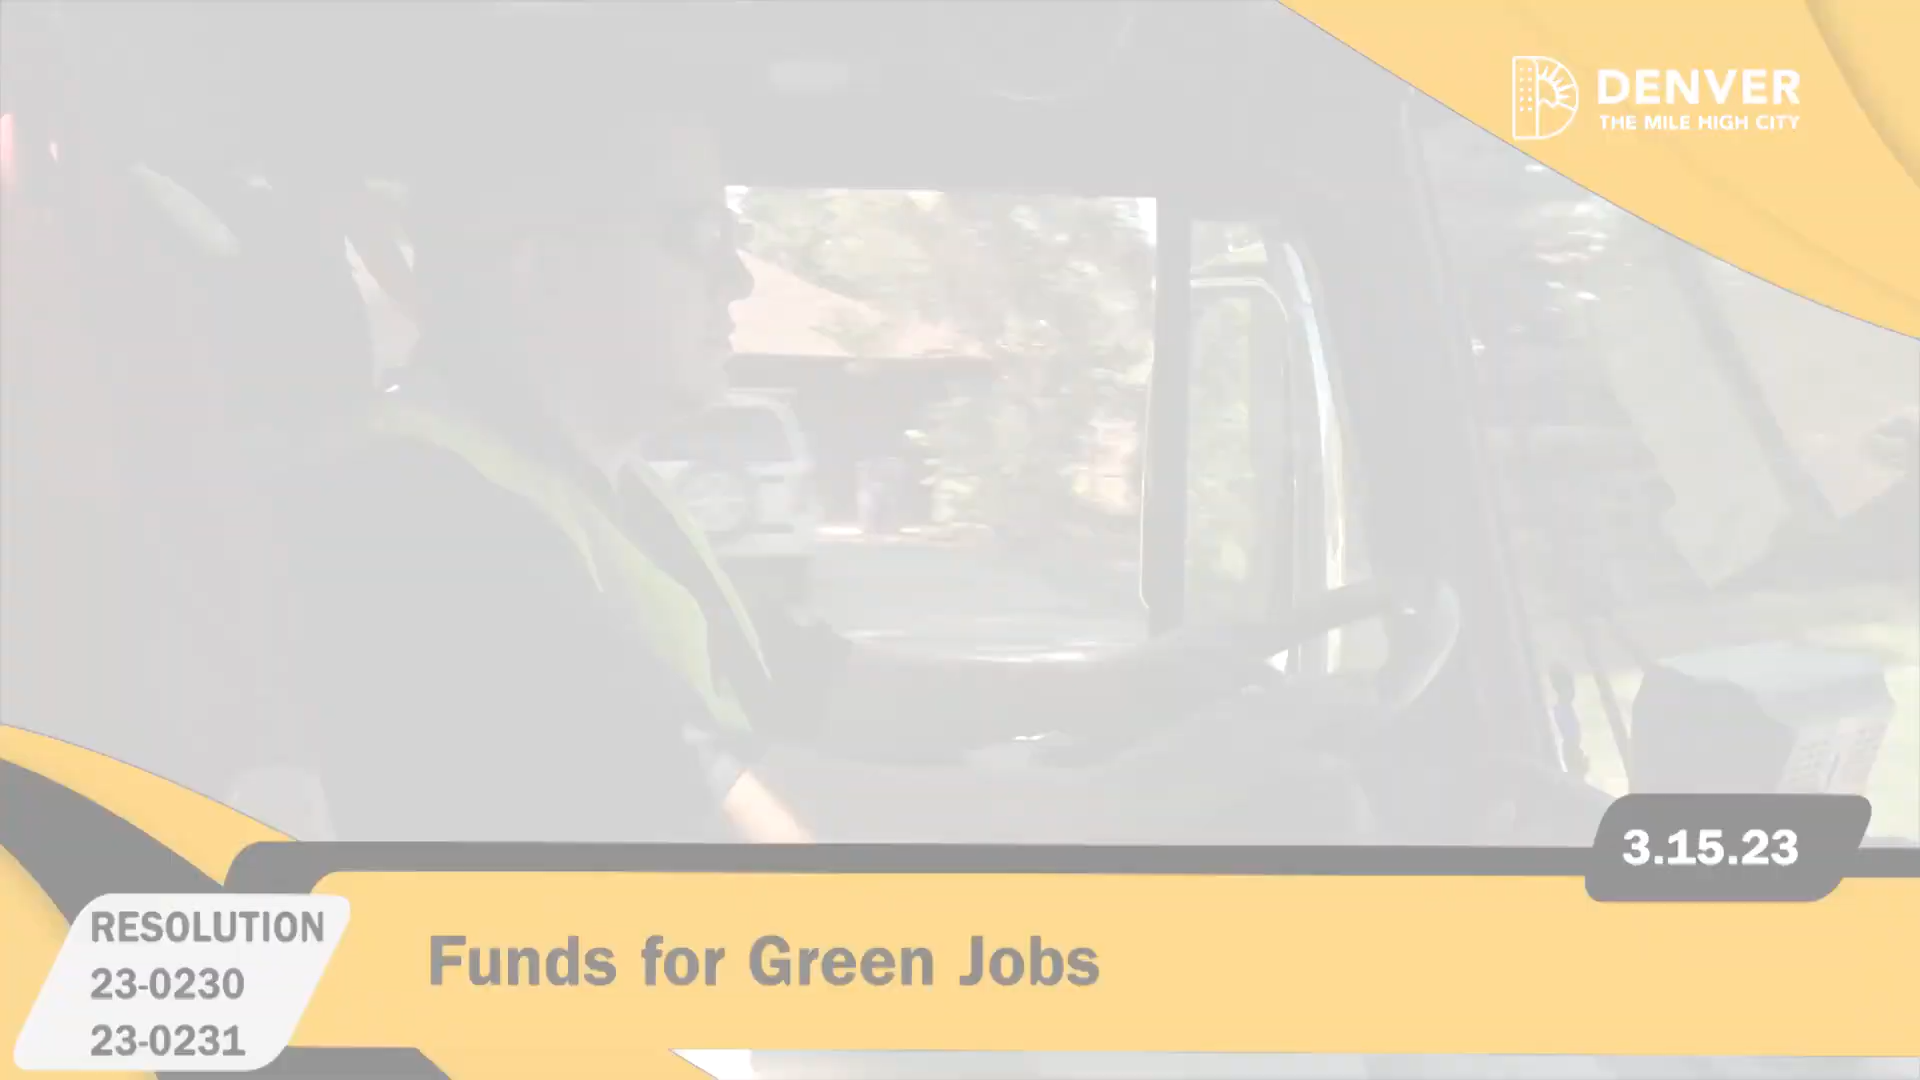 DENVER
THE MILE HIGH CITY
3.15.23
RESOLUTION
23-0230
23-0231
Funds for Green Jobs